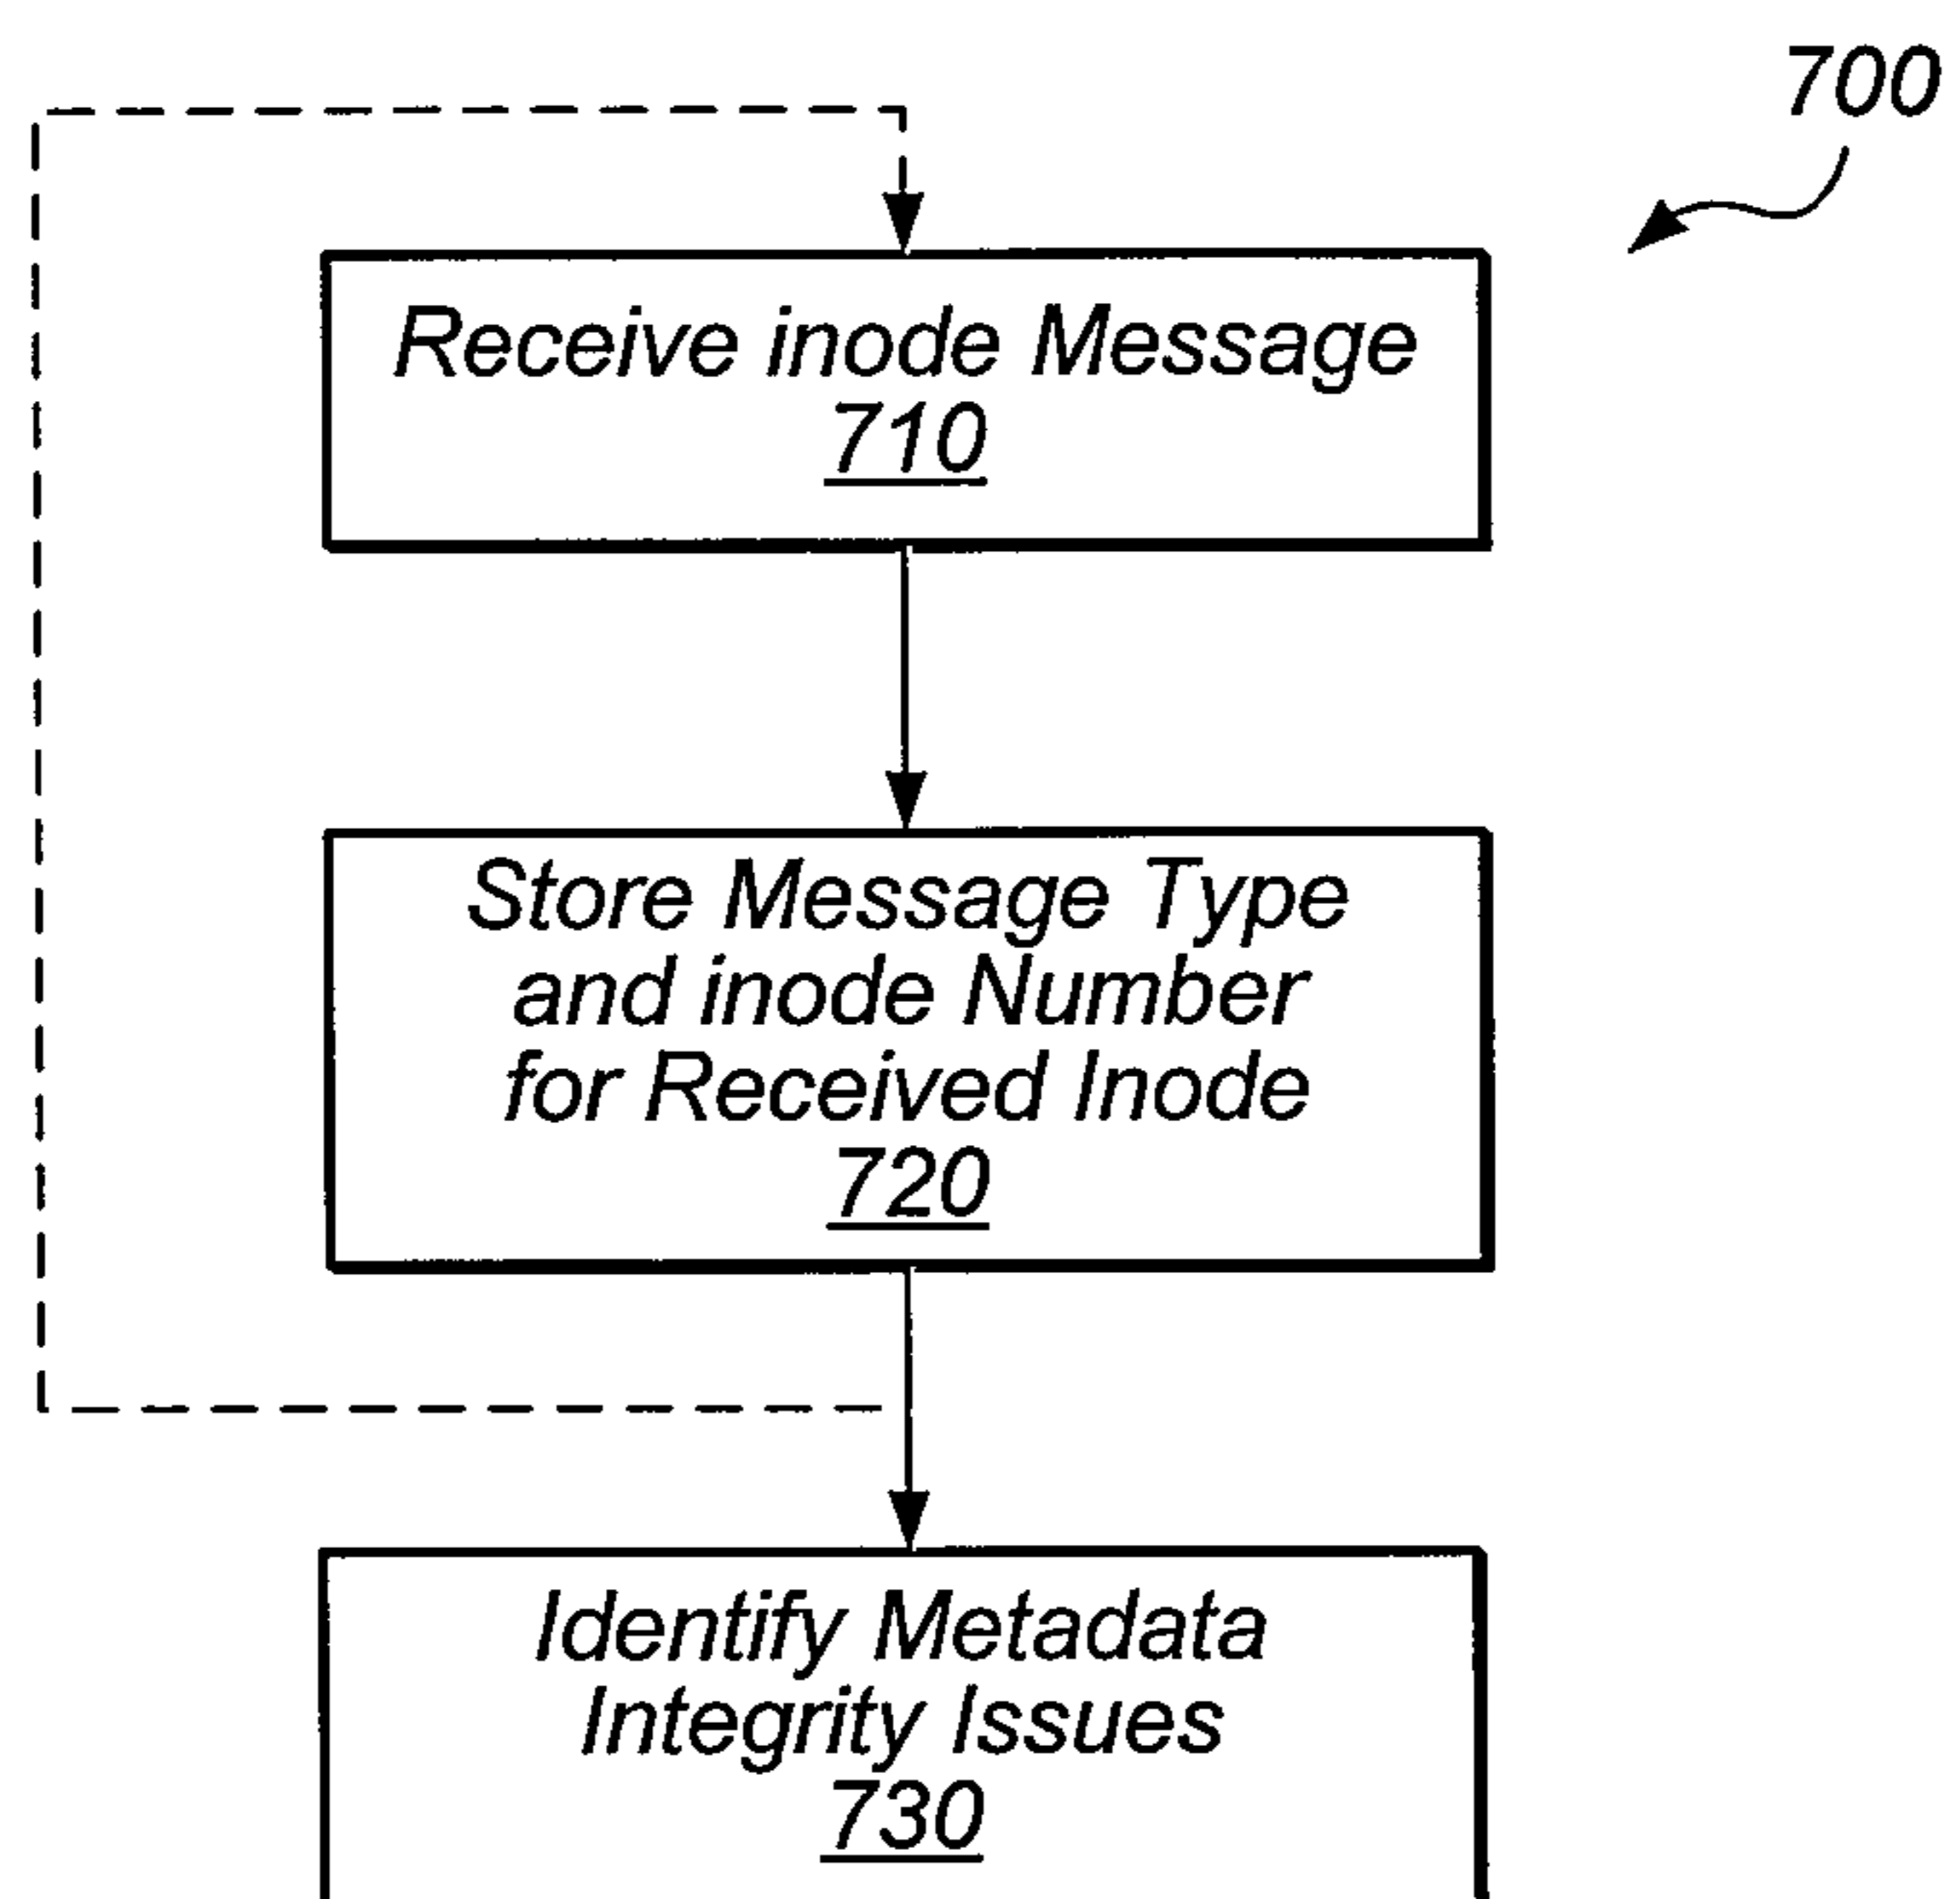 700
Receive inode Message
710
Store Message Type
and inode Number
for Received Inode
720
Identify Metadata
Integrity Issues
730